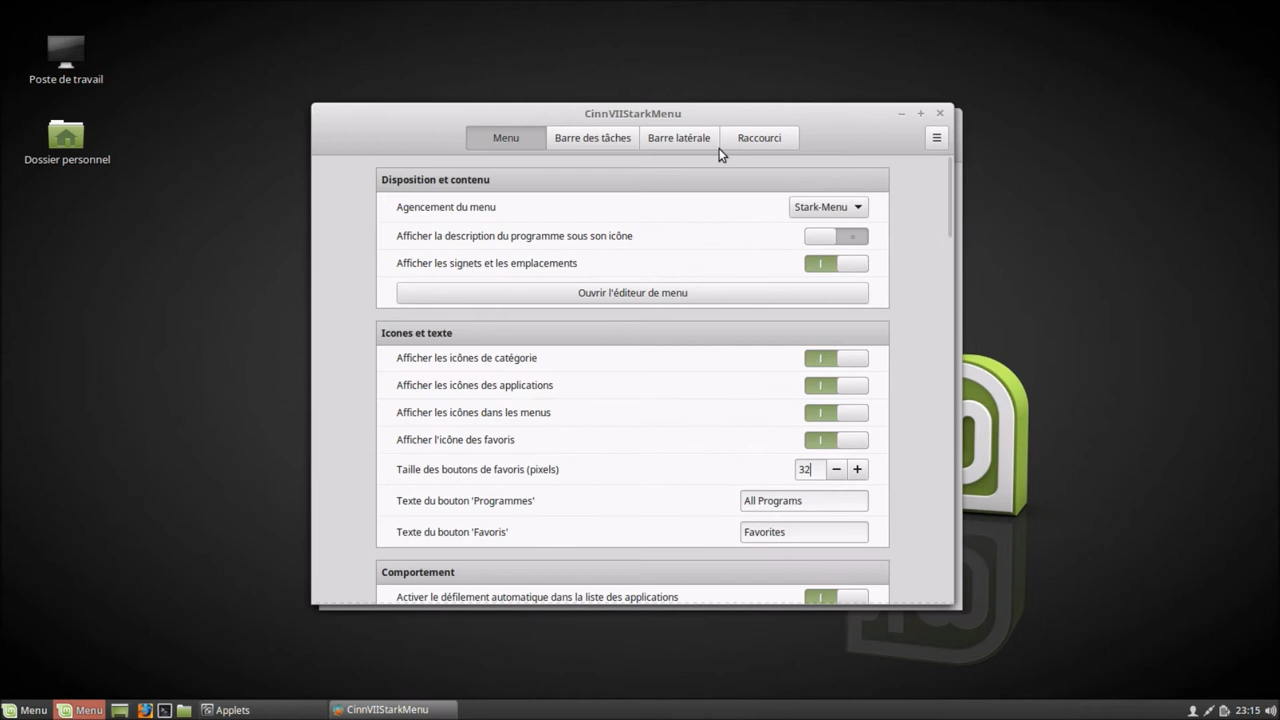 Poste de travail
Dossier personnel
CinnVIIStarkMenu
Menu
Barre des tâches
Barre latérale
Raccourci
Disposition et contenu
Agencement du menu
Stark-Menu
Afficher la description du programme sous son icône
Afficher les signets et les emplacements
Ouvrir l'éditeur de menu
Icones et texte
Afficher les icônes de catégorie
Afficher les icônes des applications
Afficher les icônes dans les menus
Afficher l'icône des favoris
Taille des boutons de favoris (pixels)
32
Texte du bouton 'Programmes'
All Programs
Texte du bouton 'Favoris'
Favorites
Comportement
Activer le défilement automatique dans la liste des applications
Menu
Menu
Applets
CinnVIIStarkMenu
23:15